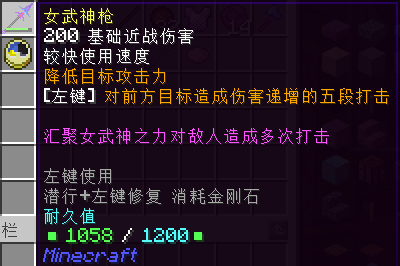 女武神枪
200 基础近战伤害
较快使用速度
降低目标攻击力
[左键] 对前方目标造成伤害递增的五段打击
汇聚女武神之力对敌人造成多次打击
左键使用
潜行+左键修复 消耗金刚石
耐久值
栏
■ 1058 / 1200 ■
Minecraft